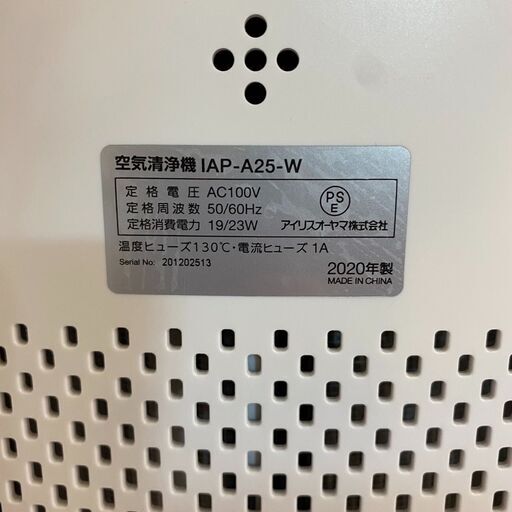 空気清浄機 IAP-A25-W
定格電圧 AC100V
定格周波数 50/60Hz
定格消費電力 19/23W
PS
E
アイリスオーヤマ株式会社
温度ヒューズ130℃・電流ヒューズ 1A
Serial No: 201202513
2020年製
MADE IN CHINA